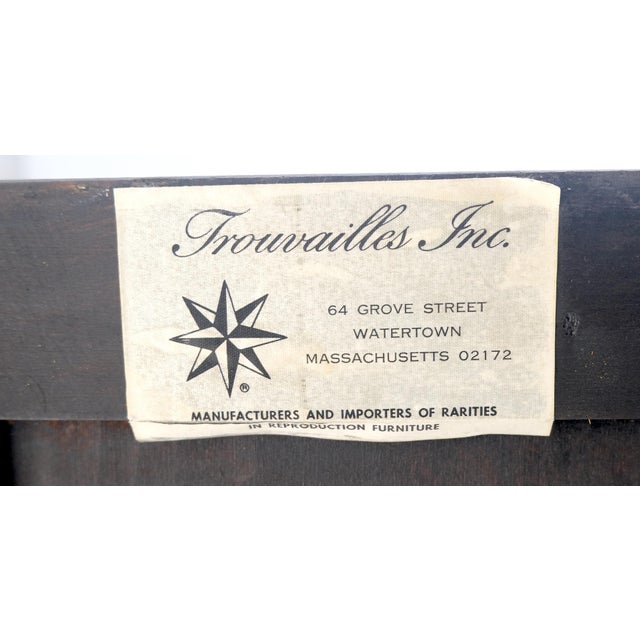 Trouvailles Inc.
64 GROVE STREET
WATERTOWN
MASSACHUSETTS 02172
®
MANUFACTURERS AND IMPORTERS OF RARITIES
IN REPRODUCTION FURNITURE